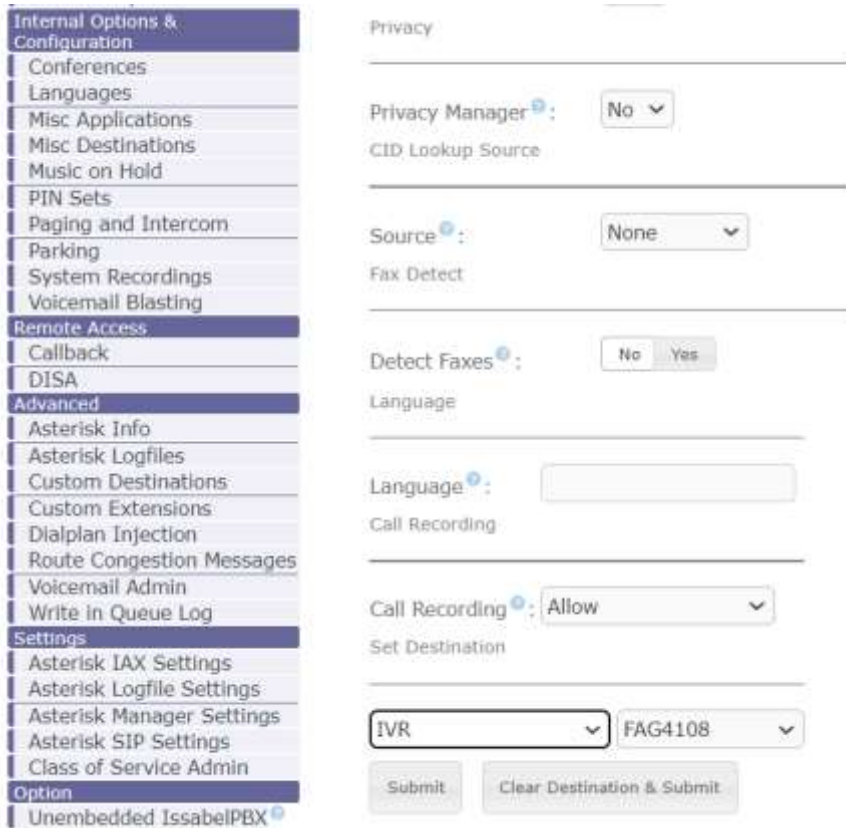 Internal Options &
Configuration
Conferences
Languages
Misc Applications
Misc Destinations
Music on Hold
PIN Sets
Paging and Intercom
Parking
System Recordings
Voicemail Blasting
Remote Access
Callback
DISA
Advanced
Asterisk Info
Asterisk Logfiles
Custom Destinations
Custom Extensions
Dialplan Injection
Route Congestion Messages
Voicemail Admin
Write in Queue Log
Settings
Asterisk IAX Settings
Asterisk Logfile Settings
Asterisk Manager Settings
Asterisk SIP Settings
Class of Service Admin
Option
Unembedded IssabelPBX
Privacy
Privacy Manager : No
CID Lookup Source
Source : None
Fax Detect
Detect Faxes : No Yes
Language
Language :
Call Recording
Call Recording : Allow
Set Destination
IVR FAG4108
Submit Clear Destination & Submit